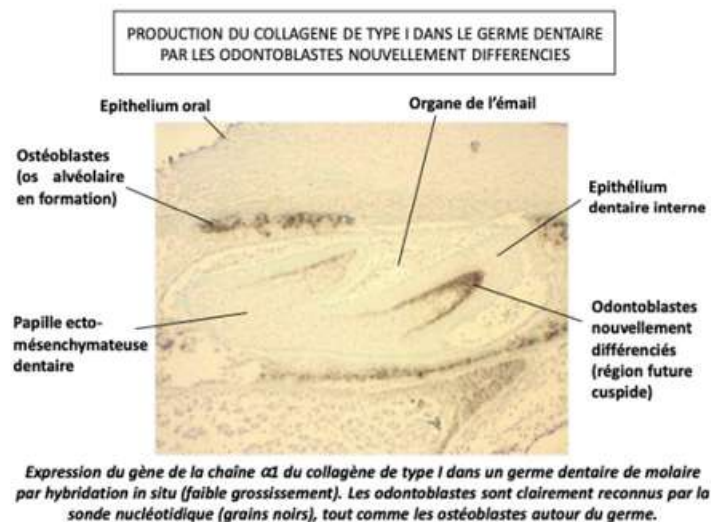 PRODUCTION DU COLLAGENE DE TYPE I DANS LE GERME DENTAIRE
PAR LES ODONTOBLASTES NOUVELLEMENT DIFFERENCIES
Epithelium oral
Organe de l'émail
Ostéoblastes
(os alvéolaire
en formation)
Epithélium
dentaire interne
Papille ecto-
mésenchymateuse
dentaire
Odontoblastes
nouvellement
différenciés
(région future
cuspide)
Expression du gène de la chaîne α1 du collagène de type I dans un germe dentaire de molaire
par hybridation in situ (faible grossissement). Les odontoblastes sont clairement reconnus par la
sonde nucléotidique (grains noirs), tout comme les ostéoblastes autour du germe.